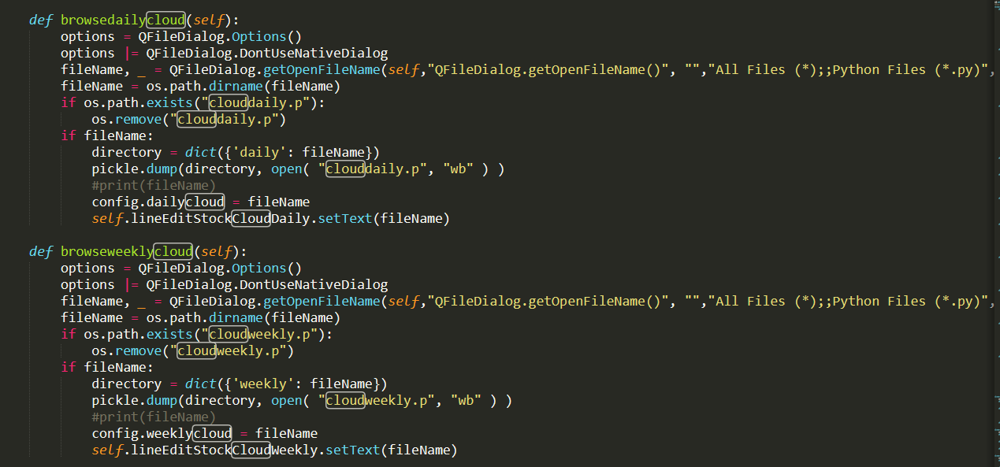 def browsedailycloud(self):
    options = QFileDialog.Options()
    options |= QFileDialog.DontUseNativeDialog
    fileName, _ = QFileDialog.getOpenFileName(self,"QFileDialog.getOpenFileName()", "","All Files (*);;Python Files (*.py)",
    fileName = os.path.dirname(fileName)
    if os.path.exists("clouddaily.p"):
        os.remove("clouddaily.p")
    if fileName:
        directory = dict({'daily': fileName})
        pickle.dump(directory, open( "clouddaily.p", "wb" ) )
        #print(fileName)
        config.dailycloud = fileName
        self.lineEditStockCloudDaily.setText(fileName)

def browseweeklycloud(self):
    options = QFileDialog.Options()
    options |= QFileDialog.DontUseNativeDialog
    fileName, _ = QFileDialog.getOpenFileName(self,"QFileDialog.getOpenFileName()", "","All Files (*);;Python Files (*.py)",
    fileName = os.path.dirname(fileName)
    if os.path.exists("cloudweekly.p"):
        os.remove("cloudweekly.p")
    if fileName:
        directory = dict({'weekly': fileName})
        pickle.dump(directory, open( "cloudweekly.p", "wb" ) )
        #print(fileName)
        config.weeklycloud = fileName
        self.lineEditStockCloudWeekly.setText(fileName)